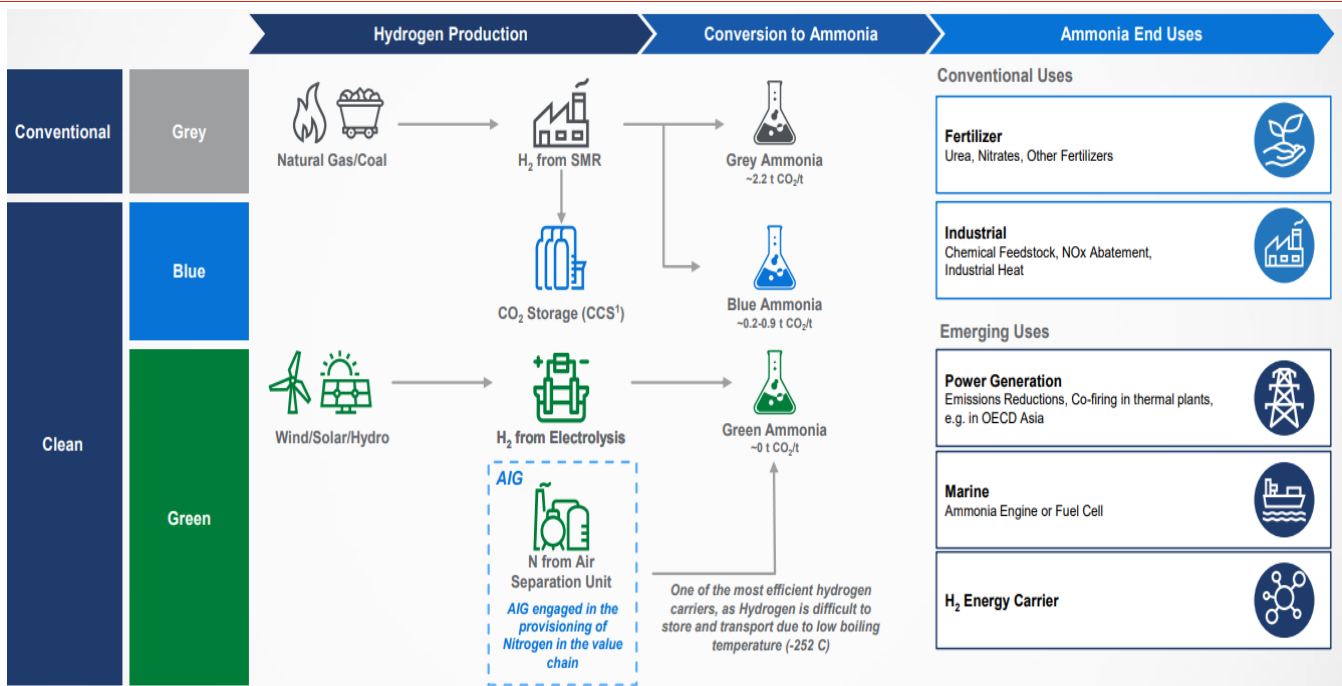 Hydrogen Production
Conversion to Ammonia
Ammonia End Uses
Conventional
Grey
Natural Gas/Coal
H₂ from SMR
Grey Ammonia
~2.2 t CO₂/t
Conventional Uses
Fertilizer
Urea, Nitrates, Other Fertilizers
Industrial
Chemical Feedstock, NOx Abatement,
Industrial Heat
Clean
Blue
CO₂ Storage (CCS¹)
Blue Ammonia
~0.2-0.9 t CO₂/t
Green
Wind/Solar/Hydro
H₂ from Electrolysis
Green Ammonia
~0 t CO₂/t
AIG
N from Air
Separation Unit
AIG engaged in the
provisioning of
Nitrogen in the value
chain
One of the most efficient hydrogen
carriers, as Hydrogen is difficult to
store and transport due to low boiling
temperature (-252 C)
Emerging Uses
Power Generation
Emissions Reductions, Co-firing in thermal plants,
e.g. in OECD Asia
Marine
Ammonia Engine or Fuel Cell
H₂ Energy Carrier